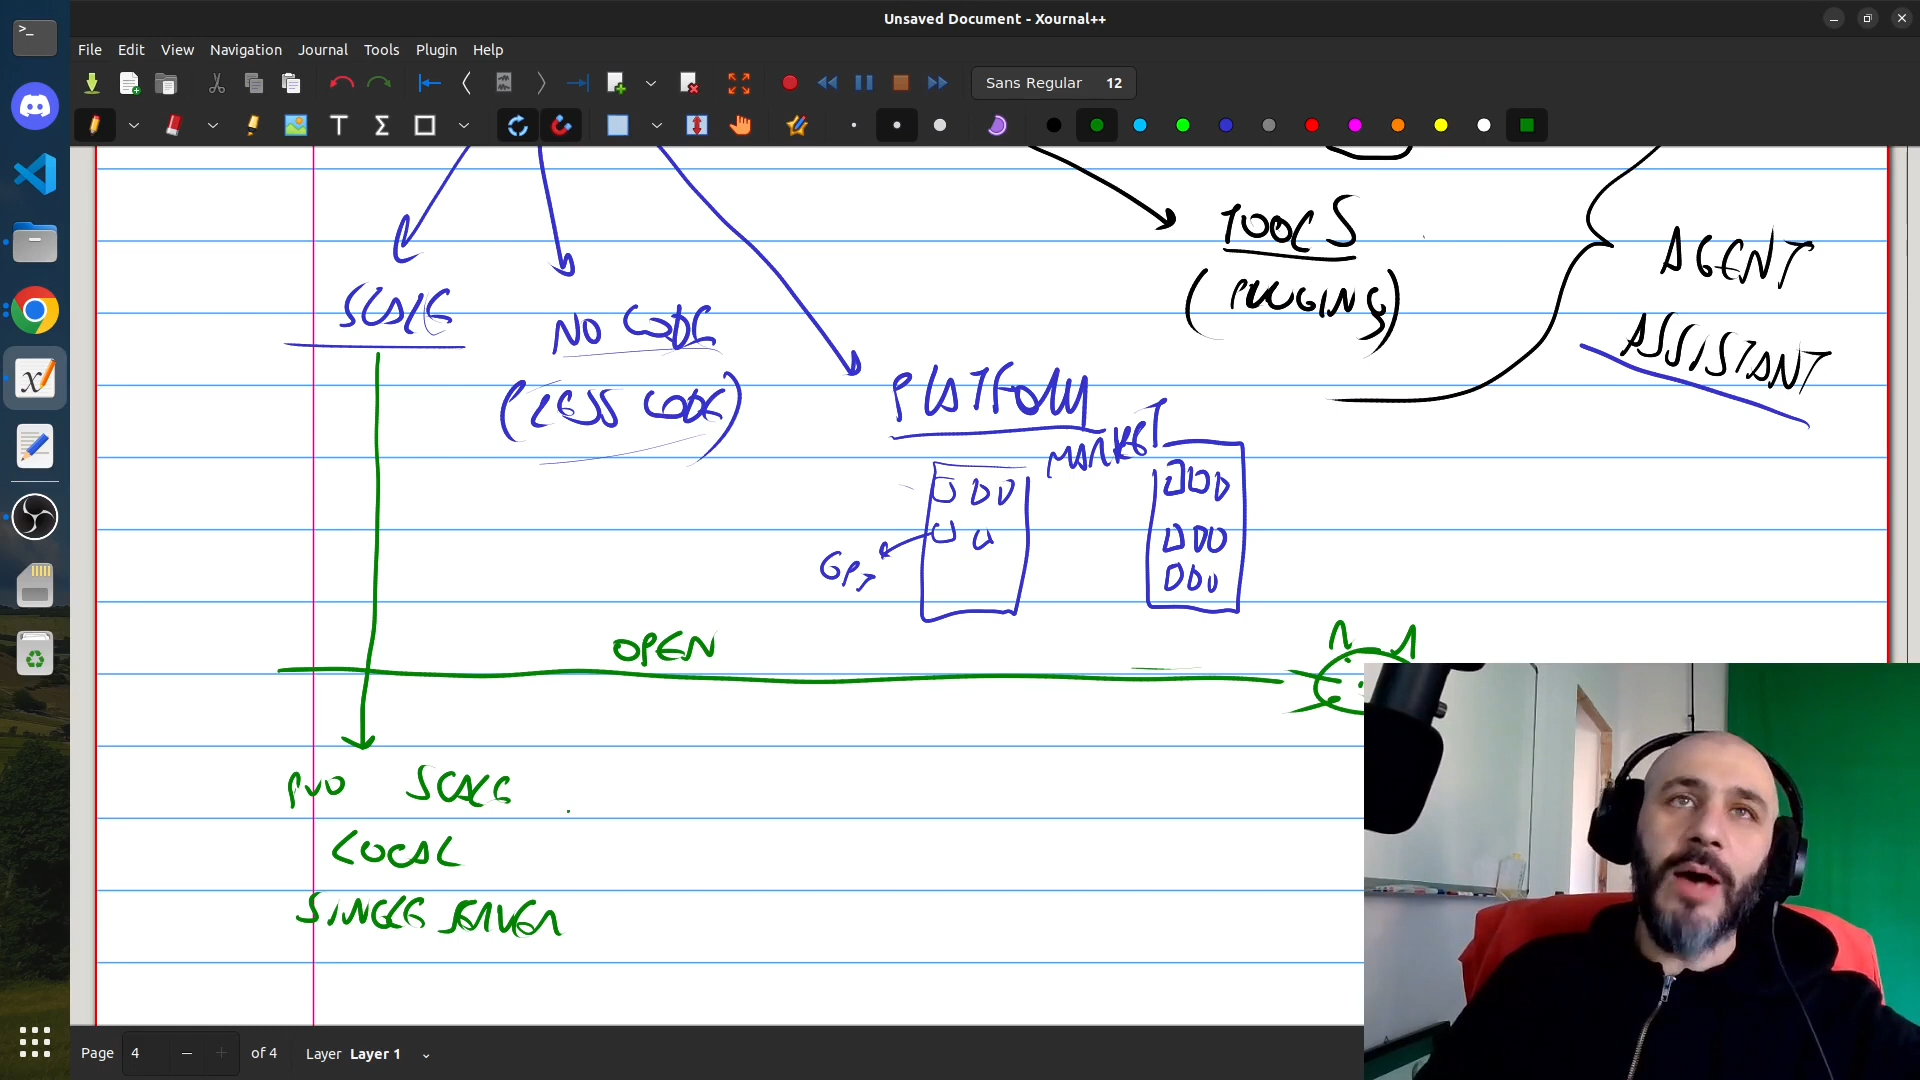 Unsaved Document - Xournal++
File Edit View Navigation Journal Tools Plugin Help
Sans Regular 12
TOOLS
(PLUGINS)
AGENT
ASSISTANT
SCALE
NO CODE
(LESS CODE)
PLATFORM
MARKET
GPT
OPEN
SCALE
LOCAL
SINGLE SERVER
Page 4 of 4 Layer Layer 1